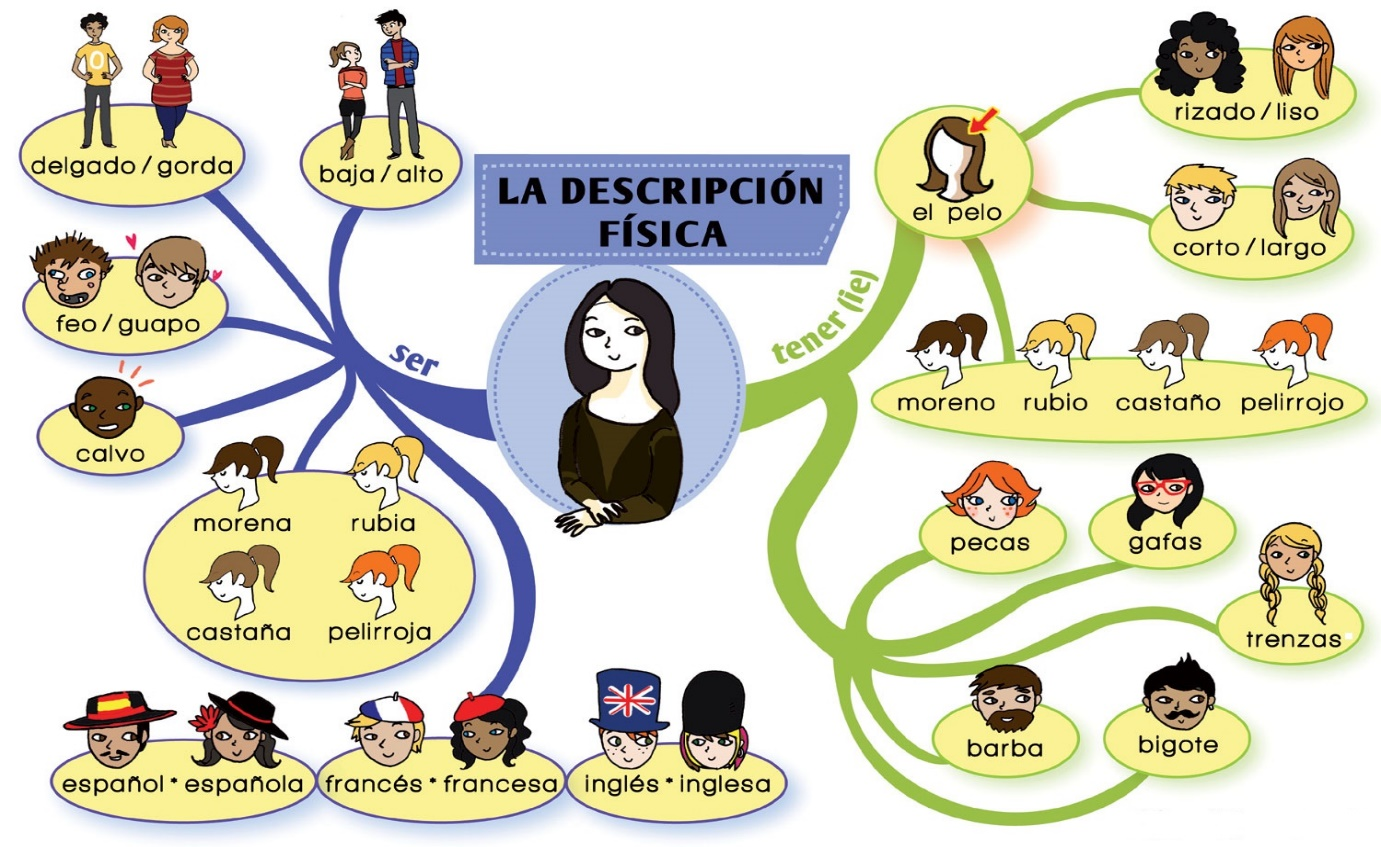 LA DESCRIPCIÓN
FÍSICA
ser
delgado / gorda
baja / alto
feo / guapo
calvo
morena
rubia
castaña
pelirroja
español * española
francés * francesa
inglés * inglesa
tener (ie)
el pelo
rizado / liso
corto / largo
moreno
rubio
castaño
pelirrojo
pecas
gafas
trenzas
barba
bigote